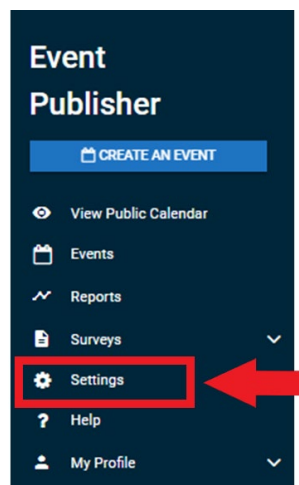 Event
Publisher
CREATE AN EVENT
View Public Calendar
Events
Reports
Surveys
Settings
Help
My Profile